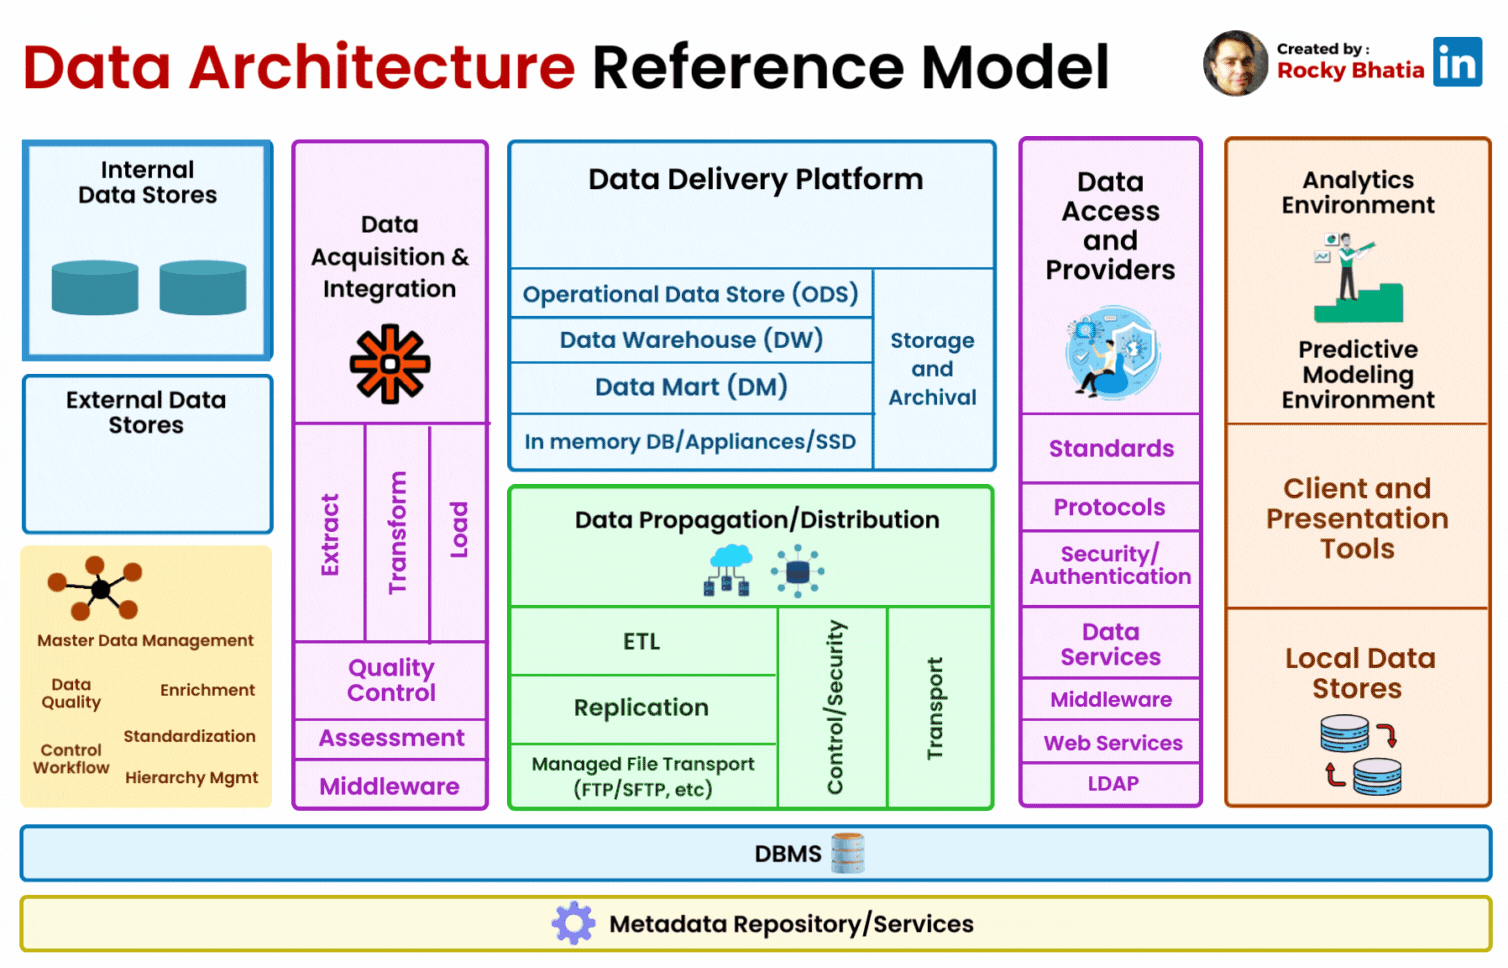 Data Architecture Reference Model
Created by :
Rocky Bhatia
in
Internal
Data Stores
External Data
Stores
Master Data Management
Data
Quality
Enrichment
Standardization
Control
Workflow
Hierarchy Mgmt
Data
Acquisition &
Integration
Extract
Transform
Load
Quality
Control
Assessment
Middleware
Data Delivery Platform
Operational Data Store (ODS)
Data Warehouse (DW)
Data Mart (DM)
In memory DB/Appliances/SSD
Storage
and
Archival
Data Propagation/Distribution
ETL
Replication
Managed File Transport
(FTP/SFTP, etc)
Control/Security
Transport
Data
Access
and
Providers
Standards
Protocols
Security/
Authentication
Data
Services
Middleware
Web Services
LDAP
Analytics
Environment
Predictive
Modeling
Environment
Client and
Presentation
Tools
Local Data
Stores
DBMS
Metadata Repository/Services